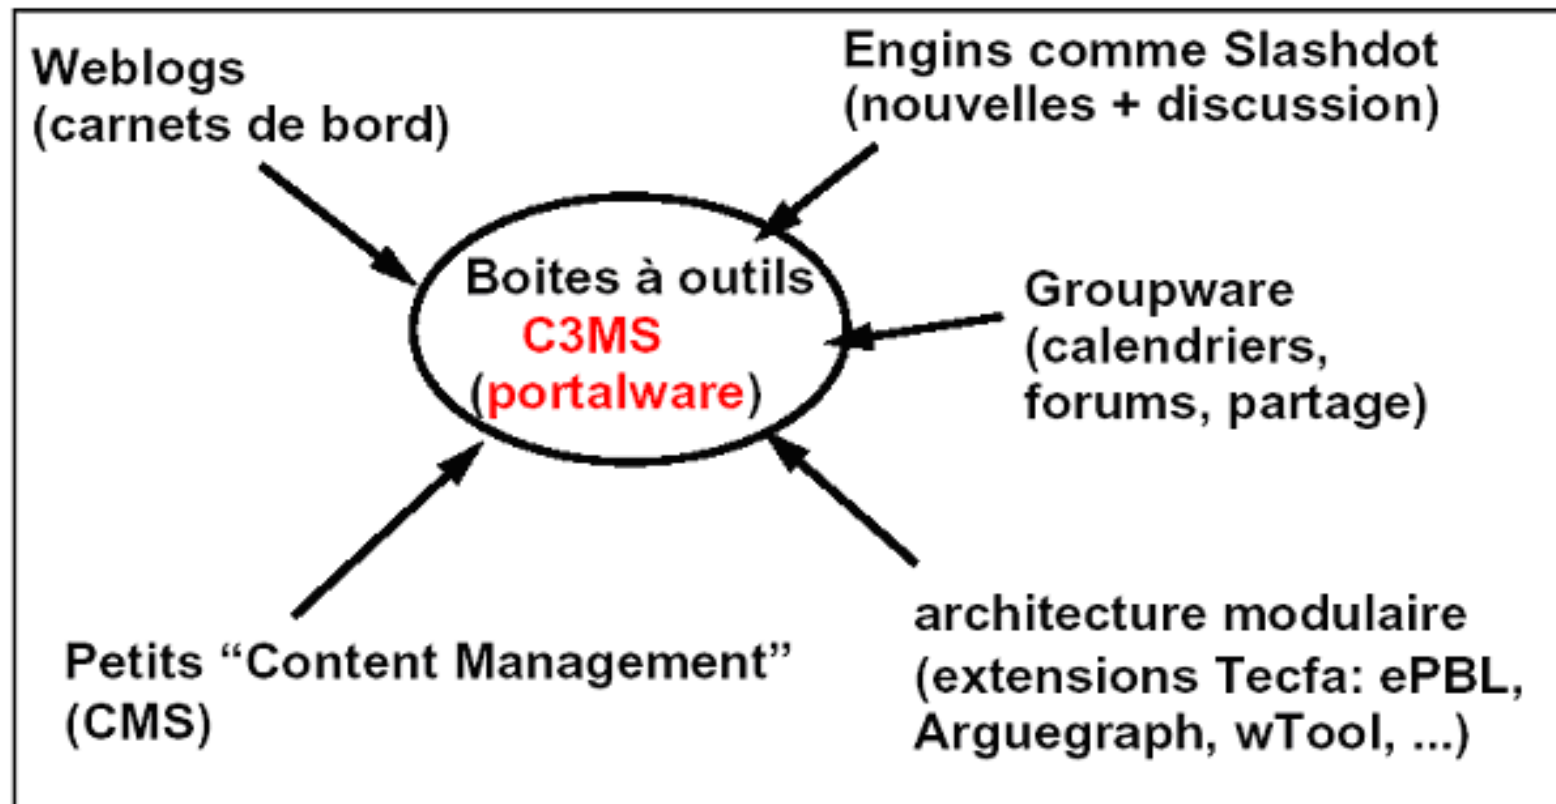 Weblogs
(carnets de bord)
Engins comme Slashdot
(nouvelles + discussion)
Boites à outils
C3MS
(portalware)
Groupware
(calendriers,
forums, partage)
Petits “Content Management”
(CMS)
architecture modulaire
(extensions Tecfa: ePBL,
Arguegraph, wTool, ...)